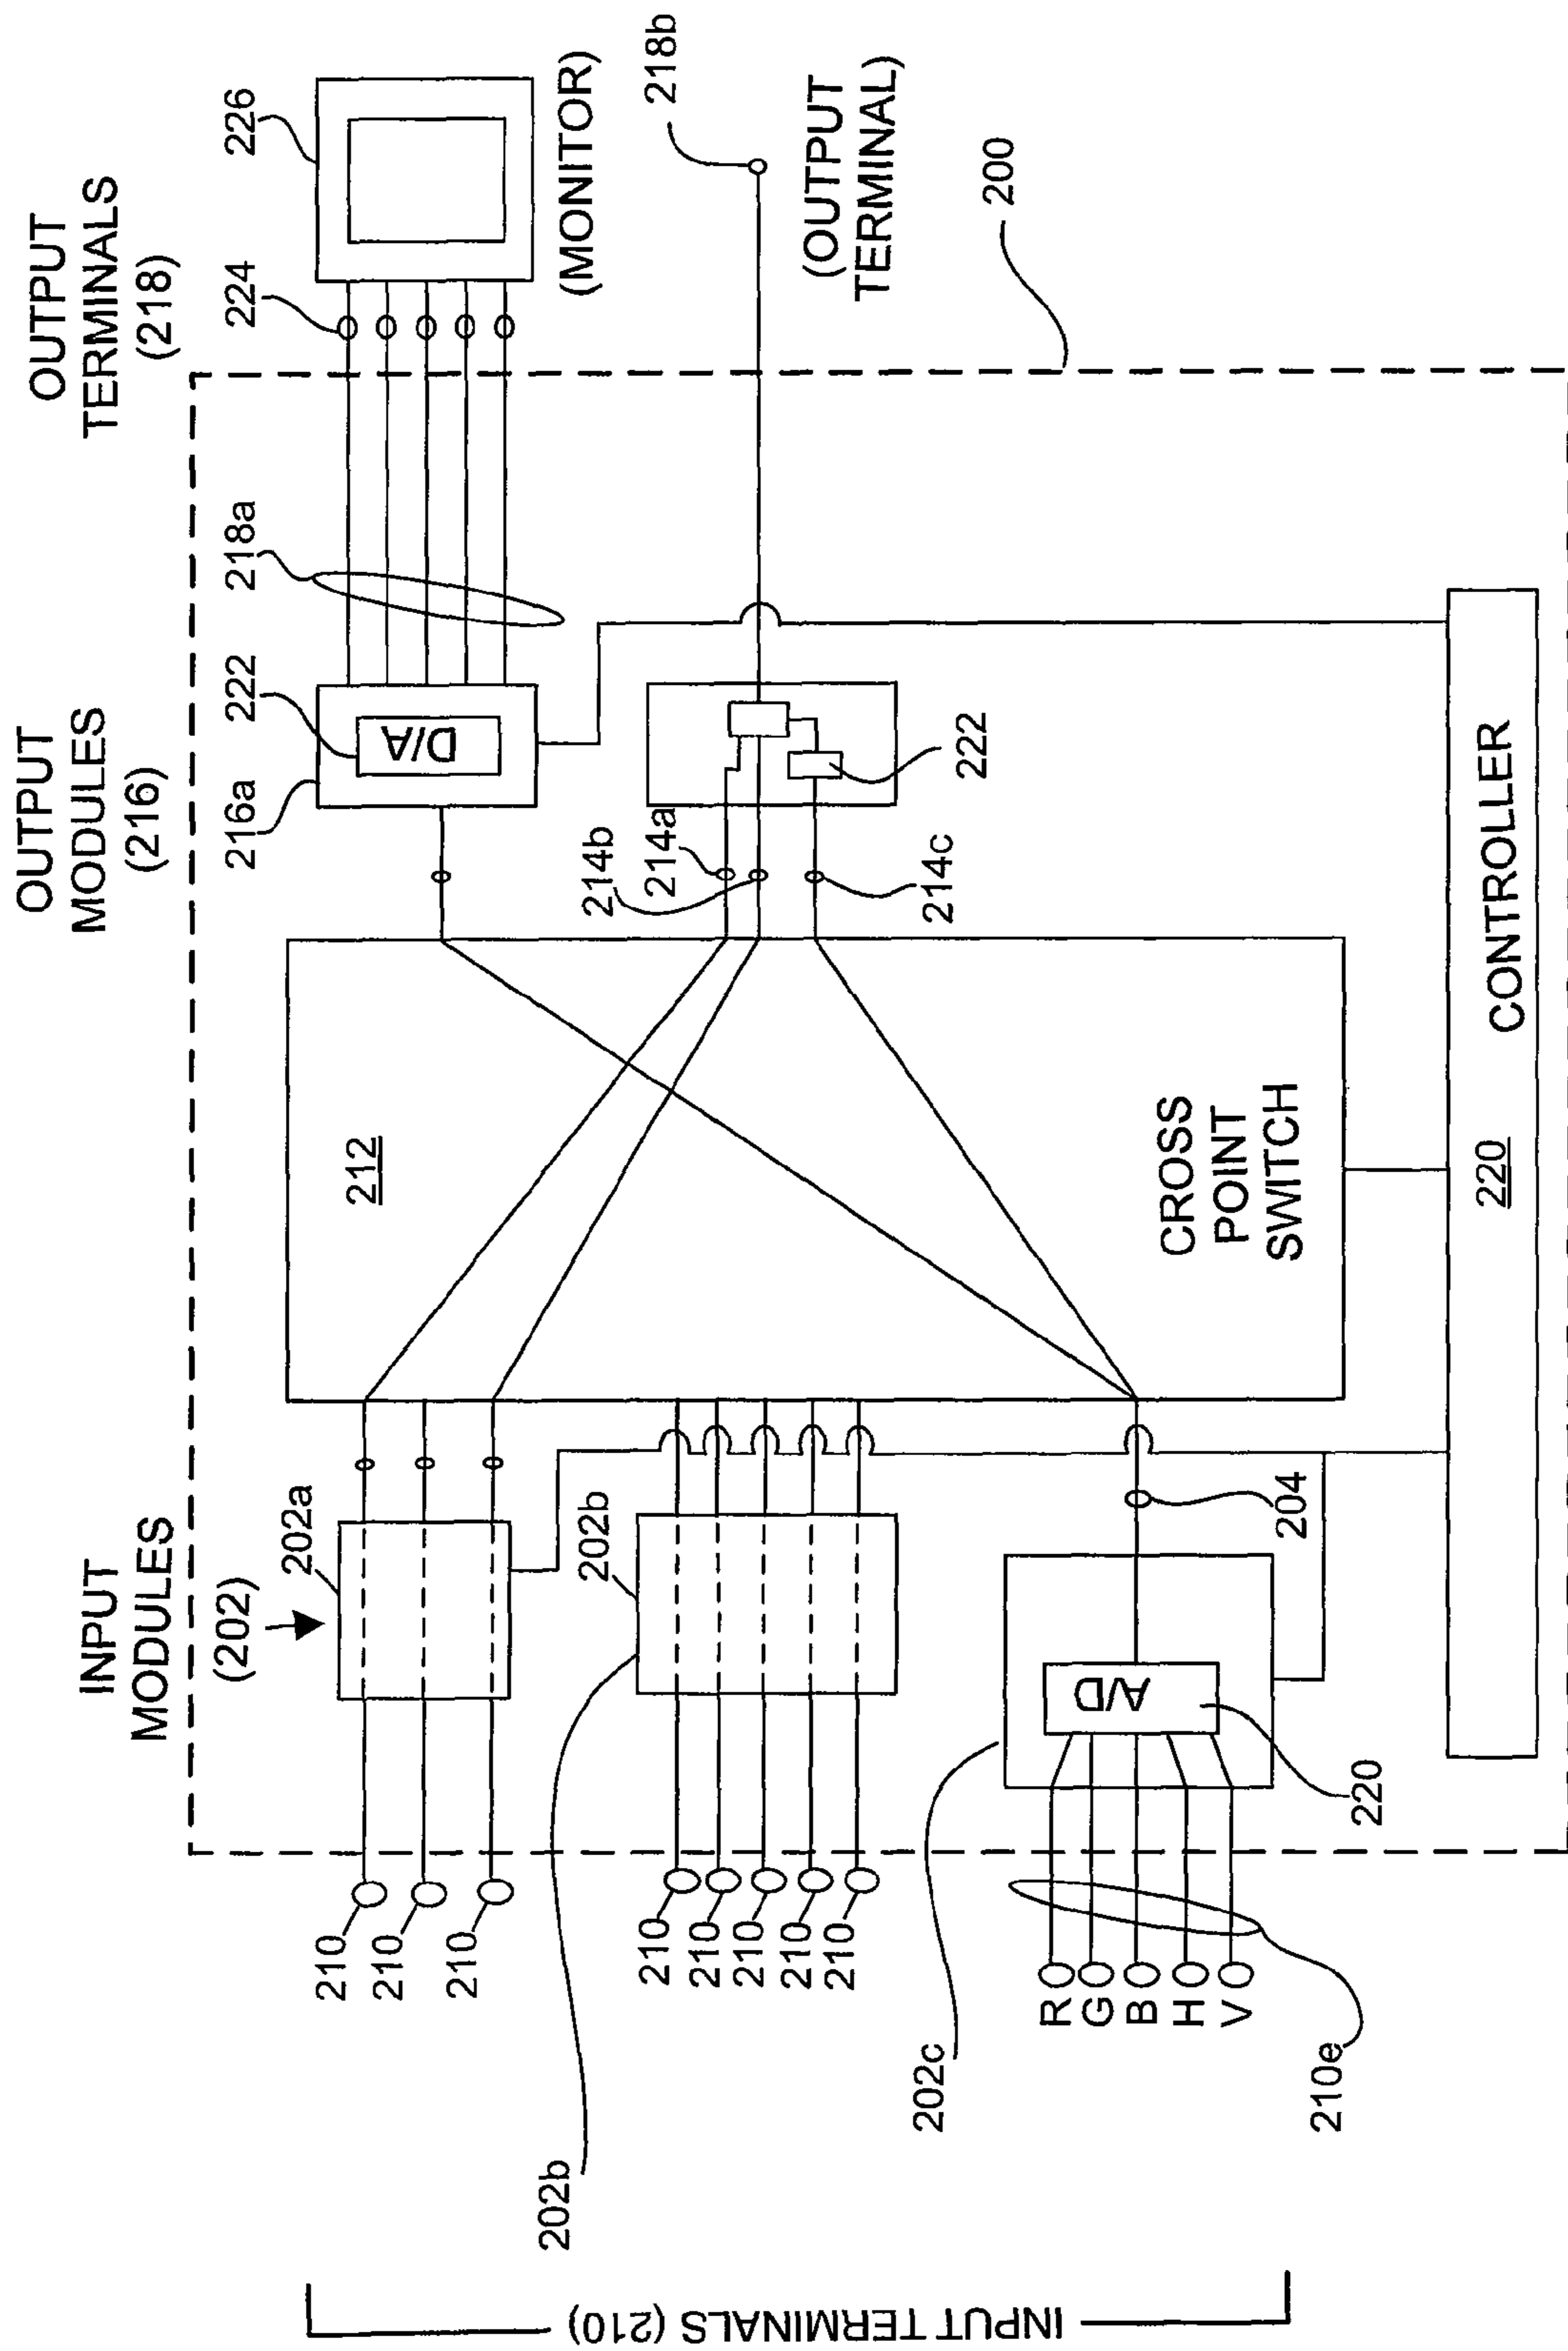 INPUT
MODULES
(202)
OUTPUT
MODULES
(216)
OUTPUT
TERMINALS
(218)
202a
216a
222
218a
224
226
D/A
(MONITOR)
210
210
210
212
214b
214a
218b
202b
202b
210
210
210
210
210
222
214c
(OUTPUT
TERMINAL)
202c
204
CROSS
POINT
SWITCH
200
R
G
B
H
V
A/D
210e
220
CONTROLLER
220
INPUT TERMINALS (210)